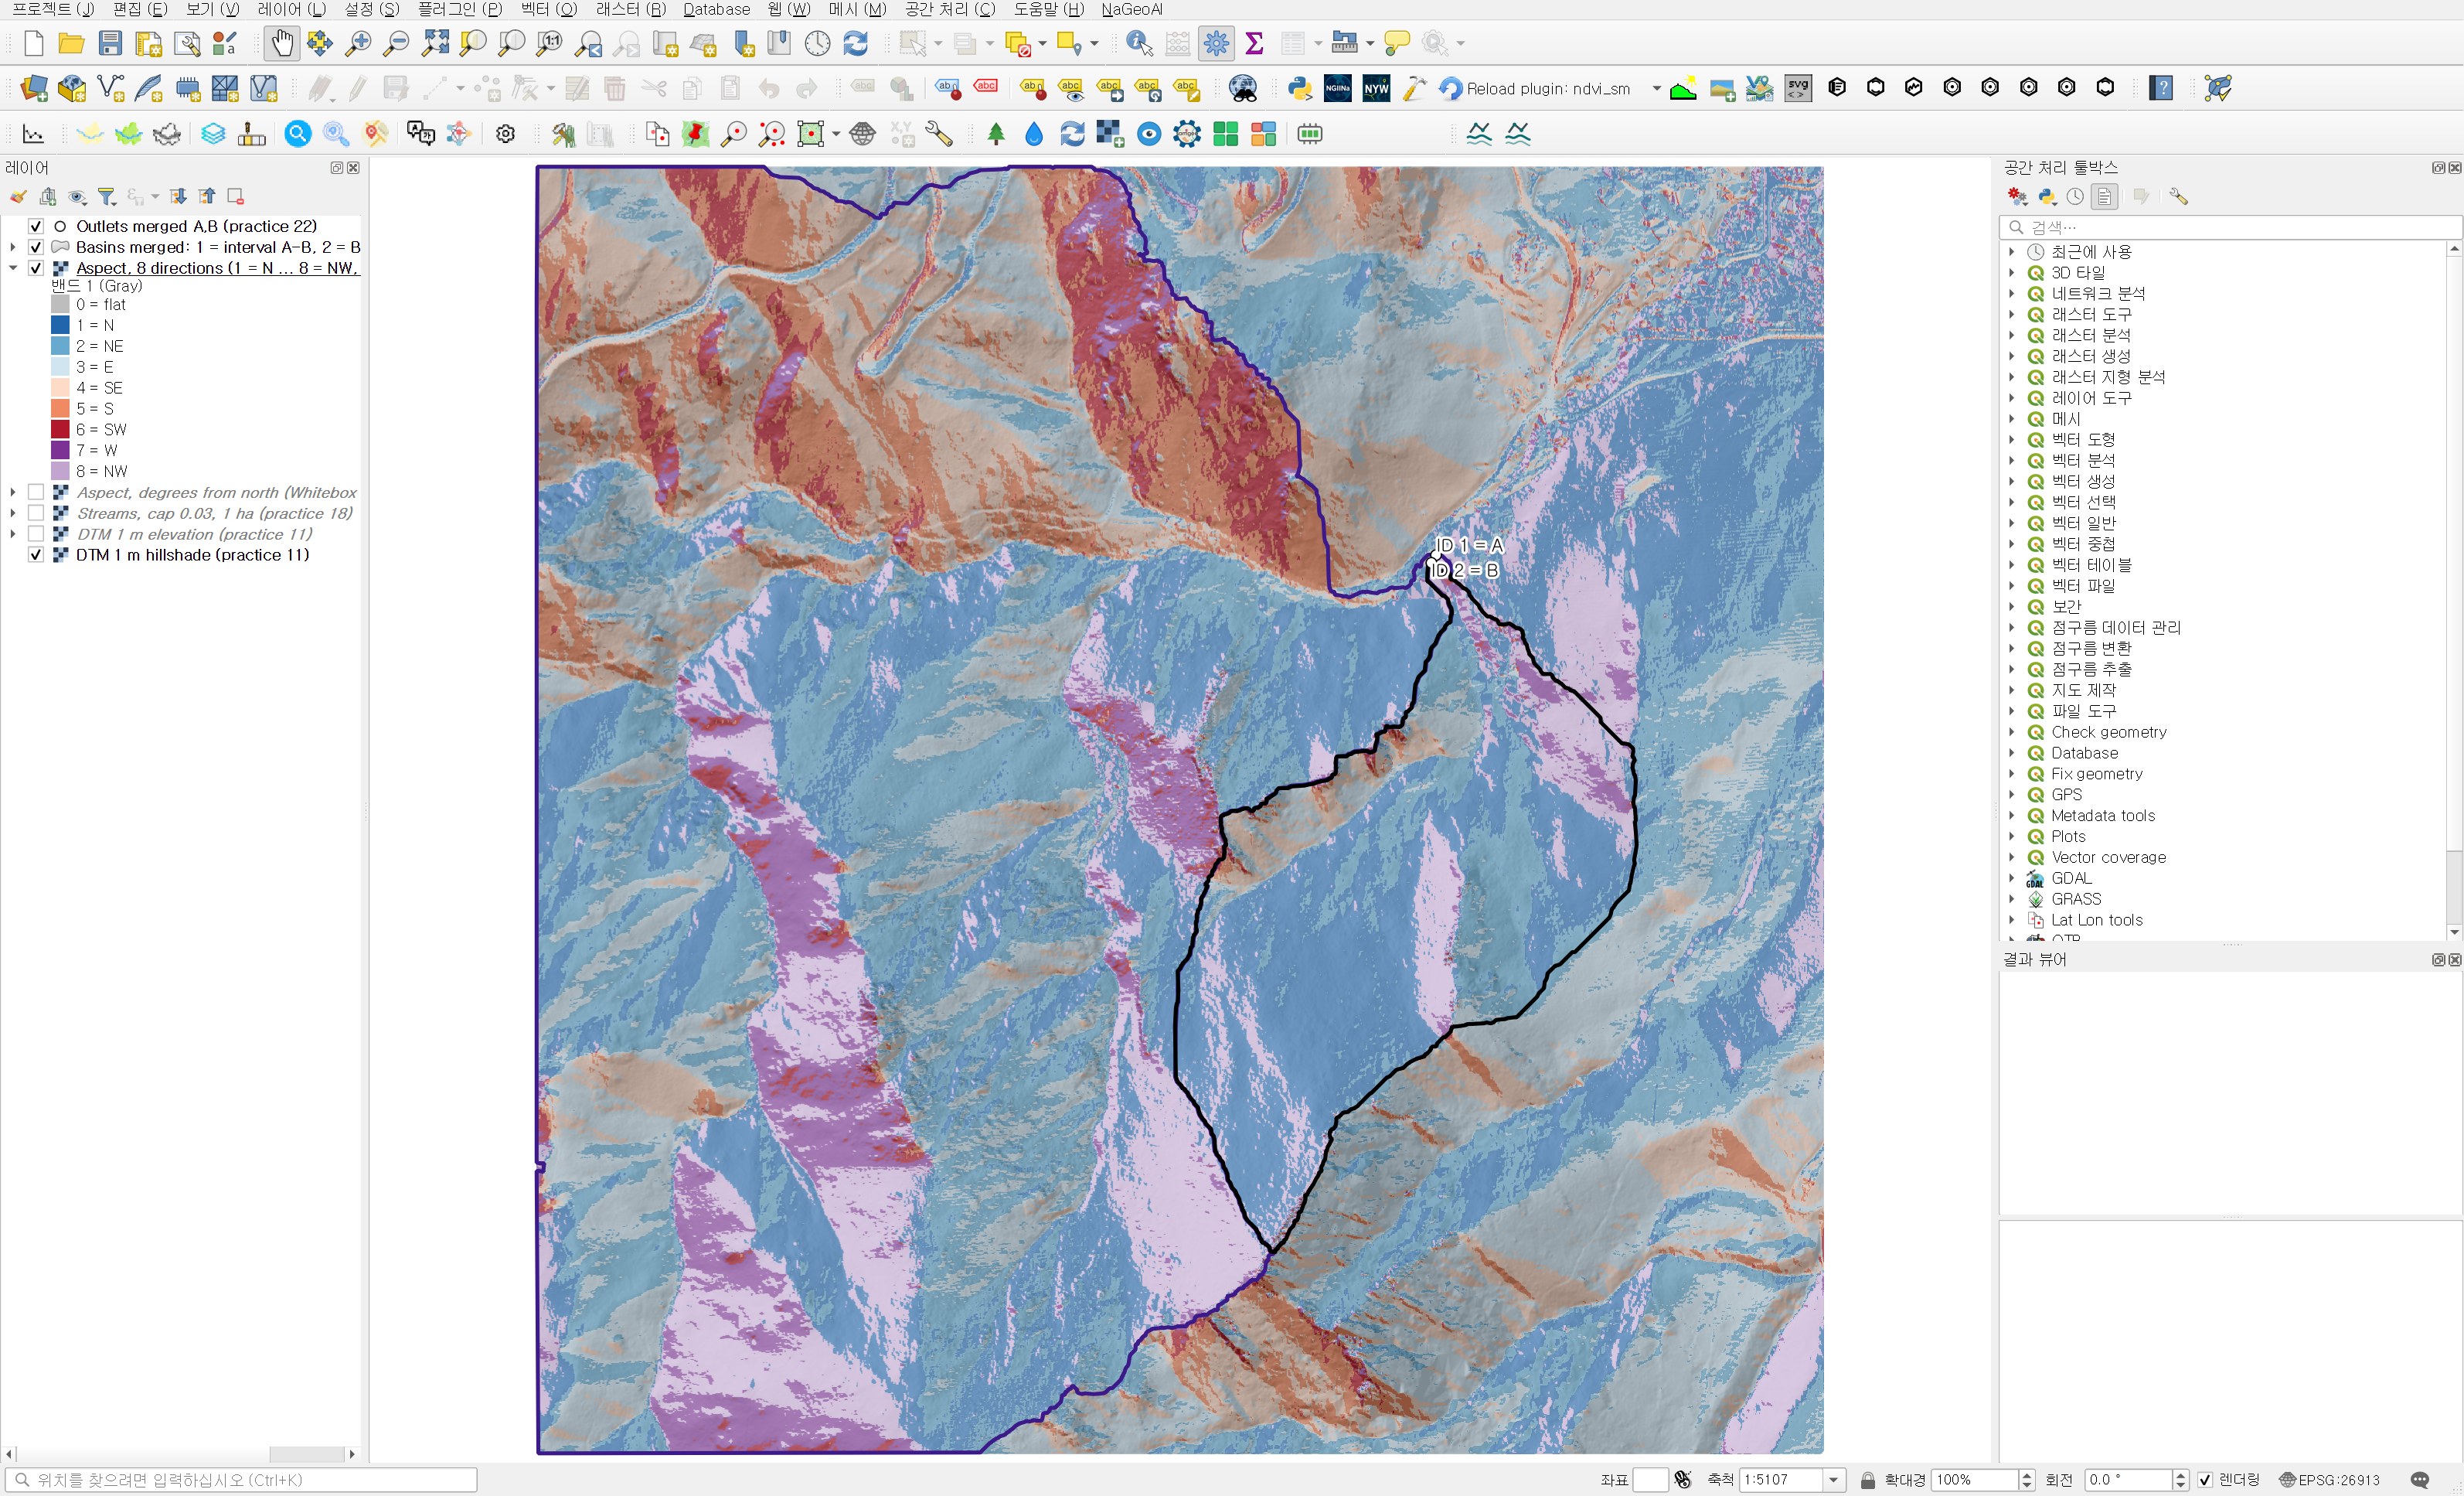 프로젝트 (J) 편집 (E) 보기 (V) 레이어 (L) 설정 (S) 플러그인 (P) 벡터 (O) 래스터 (R) Database 웹 (W) 메시 (M) 공간 처리 (C) 도움말 (H) NaGeoAI
Reload plugin: ndvi_sm
레이어
Outlets merged A,B (practice 22)
Basins merged: 1 = interval A-B, 2 = B
Aspect, 8 directions (1 = N ... 8 = NW,
밴드 1 (Gray)
0 = flat
1 = N
2 = NE
3 = E
4 = SE
5 = S
6 = SW
7 = W
8 = NW
Aspect, degrees from north (Whitebox
Streams, cap 0.03, 1 ha (practice 18)
DTM 1 m elevation (practice 11)
DTM 1 m hillshade (practice 11)
ID 1 = A
ID 2 = B
공간 처리 툴박스
검색…
최근에 사용
3D 타일
네트워크 분석
래스터 도구
래스터 분석
래스터 생성
래스터 지형 분석
레이어 도구
메시
벡터 도형
벡터 분석
벡터 생성
벡터 선택
벡터 일반
벡터 중첩
벡터 테이블
벡터 파일
보간
점구름 데이터 관리
점구름 변환
점구름 추출
지도 제작
파일 도구
Check geometry
Database
Fix geometry
GPS
Metadata tools
Plots
Vector coverage
GDAL
GRASS
Lat Lon tools
결과 뷰어
위치를 찾으려면 입력하십시오 (Ctrl+K)
좌표 축척 1:5107 확대경 100% 회전 0.0 ° 렌더링 EPSG:26913